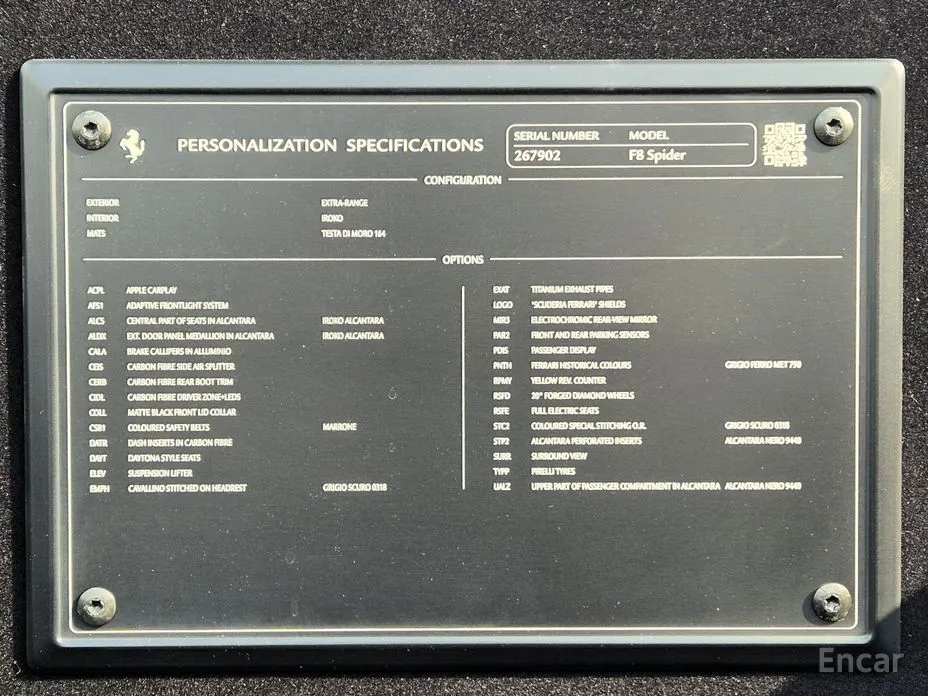 PERSONALIZATION SPECIFICATIONS
SERIAL NUMBER MODEL
267902 F8 Spider
CONFIGURATION
EXTERIOR EXTRA-RANGE
INTERIOR IROKO
MATS TESTA DI MORO 164
OPTIONS
ACPL APPLE CARPLAY
AFS1 ADAPTIVE FRONTLIGHT SYSTEM
ALC5 CENTRAL PART OF SEATS IN ALCANTARA IROKO ALCANTARA
ALDX EXT. DOOR PANEL MEDALLION IN ALCANTARA IROKO ALCANTARA
CALA BRAKE CALLIPERS IN ALLUMINIO
CEIS CARBON FIBRE SIDE AIR SPLITTER
CERB CARBON FIBRE REAR BOOT TRIM
CIDL CARBON FIBRE DRIVER ZONE+LEDS
COLL MATTE BLACK FRONT LID COLLAR
CSB1 COLOURED SAFETY BELTS MARRONE
DATR DASH INSERTS IN CARBON FIBRE
DAYT DAYTONA STYLE SEATS
ELEV SUSPENSION LIFTER
EMPH CAVALLINO STITCHED ON HEADREST GRIGIO SCURO 0318
EXAT TITANIUM EXHAUST PIPES
LOGO 'SCUDERIA FERRARI' SHIELDS
MIR3 ELECTROCHROMIC REAR-VIEW MIRROR
PAR2 FRONT AND REAR PARKING SENSORS
PDIS PASSENGER DISPLAY
PNTH FERRARI HISTORICAL COLOURS GRIGIO FERRO MET 790
RPMY YELLOW REV. COUNTER
RSFD 20" FORGED DIAMOND WHEELS
RSFE FULL ELECTRIC SEATS
STC2 COLOURED SPECIAL STITCHING O.R. GRIGIO SCURO 0318
STP2 ALCANTARA PERFORATED INSERTS ALCANTARA NERO 9440
SURR SURROUND VIEW
TYPP PIRELLI TYRES
UALZ UPPER PART OF PASSENGER COMPARTMENT IN ALCANTARA ALCANTARA NERO 9440
Encar